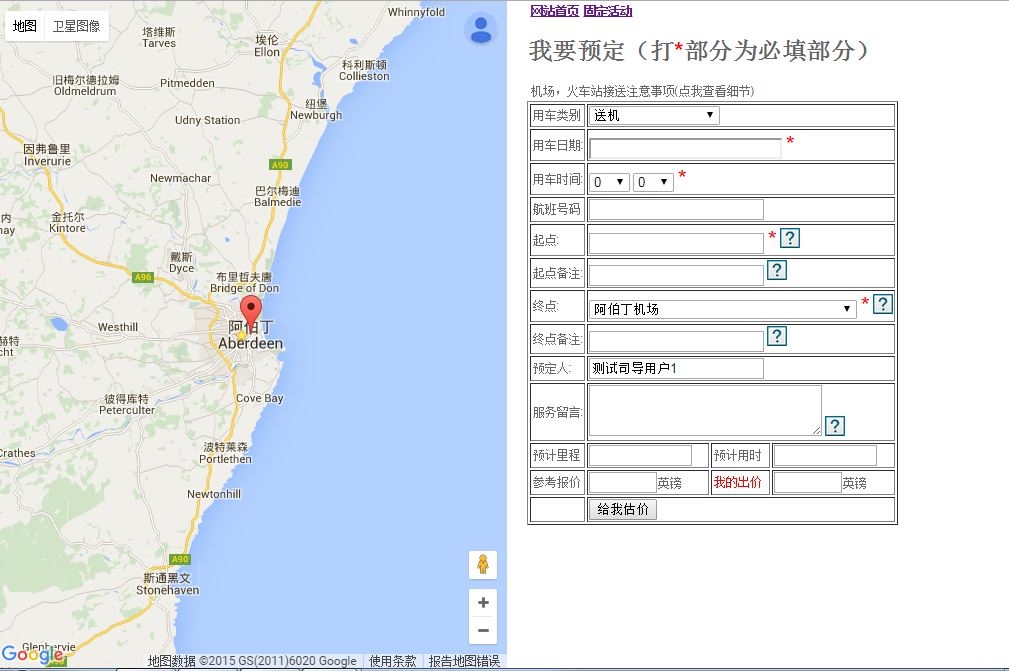 地图 卫星图像
Whinnyfold
塔维斯
Tarves
埃伦
Ellon
科利斯顿
Collieston
旧梅尔德拉姆
Oldmeldrum
Pitmedden
纽堡
Newburgh
Udny Station
因弗鲁里
Inverurie
A90
Newmachar
巴尔梅迪
Balmedie
内
nay
金托尔
Kintore
戴斯
Dyce
A96
布里哲夫唐
Bridge of Don
Westhill
阿伯丁
Aberdeen
赫特
cht
彼得库特
Peterculter
Cove Bay
波特莱森
Portlethen
Crathes
Newtonhill
A90
斯通黑文
Stonehaven
Glenbervie
Google
地图数据 ©2015 GS(2011)6020 Google 使用条款 报告地图错误
网站首页 固定活动
我要预定（打*部分为必填部分）
机场，火车站接送注意事项(点我查看细节)
用车类别 送机
用车日期: *
用车时间: 0 0 *
航班号码
起点: * ?
起点备注: ?
终点: 阿伯丁机场 * ?
终点备注: ?
预定人: 测试司导用户1
服务留言: ?
预计里程 预计用时
参考报价 英镑 我的出价 英镑
给我估价